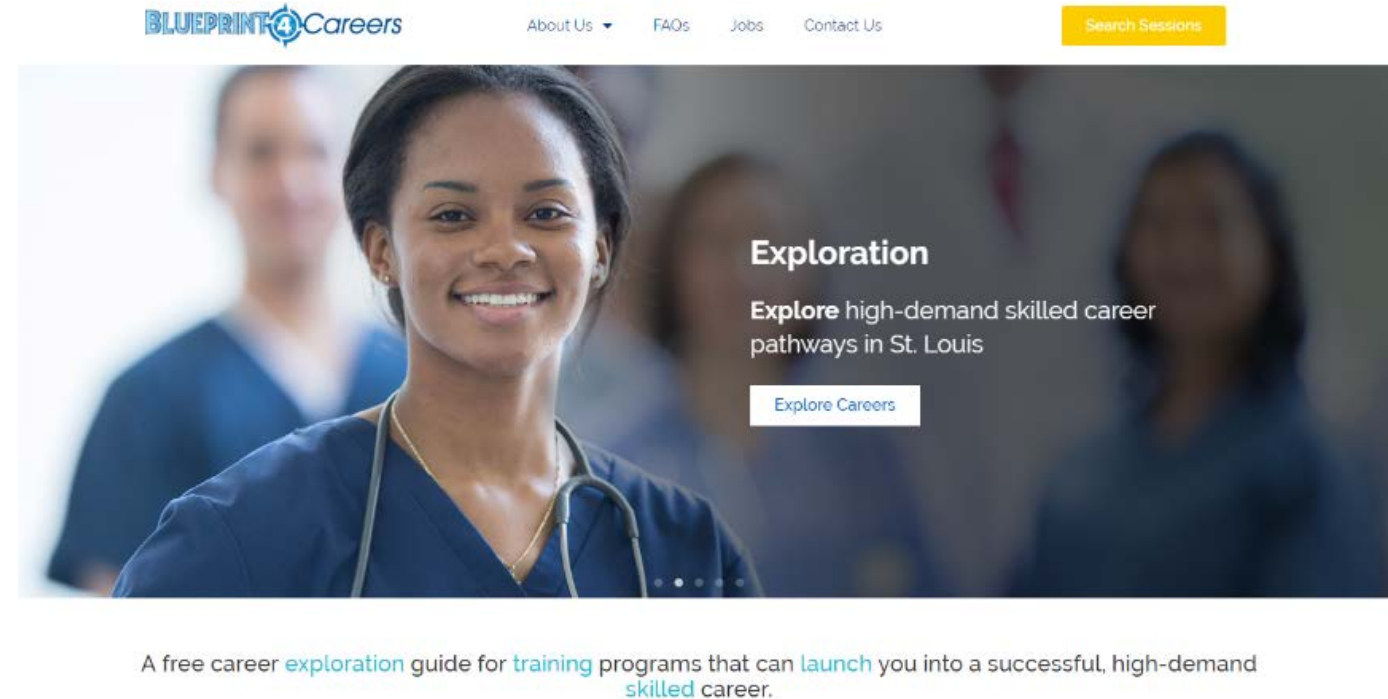 BLUEPRINT4Careers
About Us FAQs Jobs Contact Us Search Sessions
Exploration
Explore high-demand skilled career
pathways in St. Louis
Explore Careers
A free career exploration guide for training programs that can launch you into a successful, high-demand
skilled career.